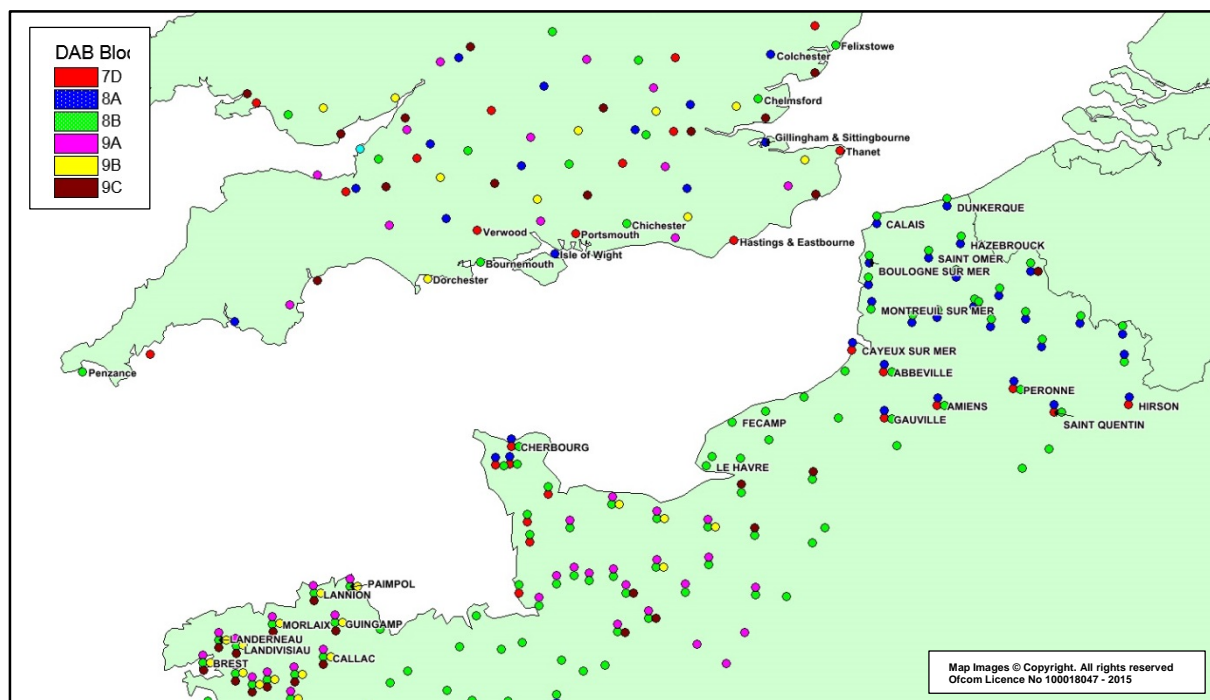 DAB Bloc
7D
8A
8B
9A
9B
9C
Felixstowe
Colchester
Chelmsford
Gillingham & Sittingbourne
Thanet
Chichester
Verwood
Portsmouth
Hastings & Eastbourne
Isle of Wight
Bournemouth
Dorchester
Penzance
DUNKERQUE
CALAIS
HAZEBROUCK
SAINT OMER
BOULOGNE SUR MER
MONTREUIL SUR MER
CAYEUX SUR MER
ABBEVILLE
PERONNE
AMIENS
HIRSON
GAUVILLE
SAINT QUENTIN
FECAMP
CHERBOURG
LE HAVRE
PAIMPOL
LANNION
MORLAIX
GUINGAMP
LANDERNEAU
LANDIVISIAU
CALLAC
BREST
Map Images © Copyright. All rights reserved
Ofcom Licence No 100018047 - 2015